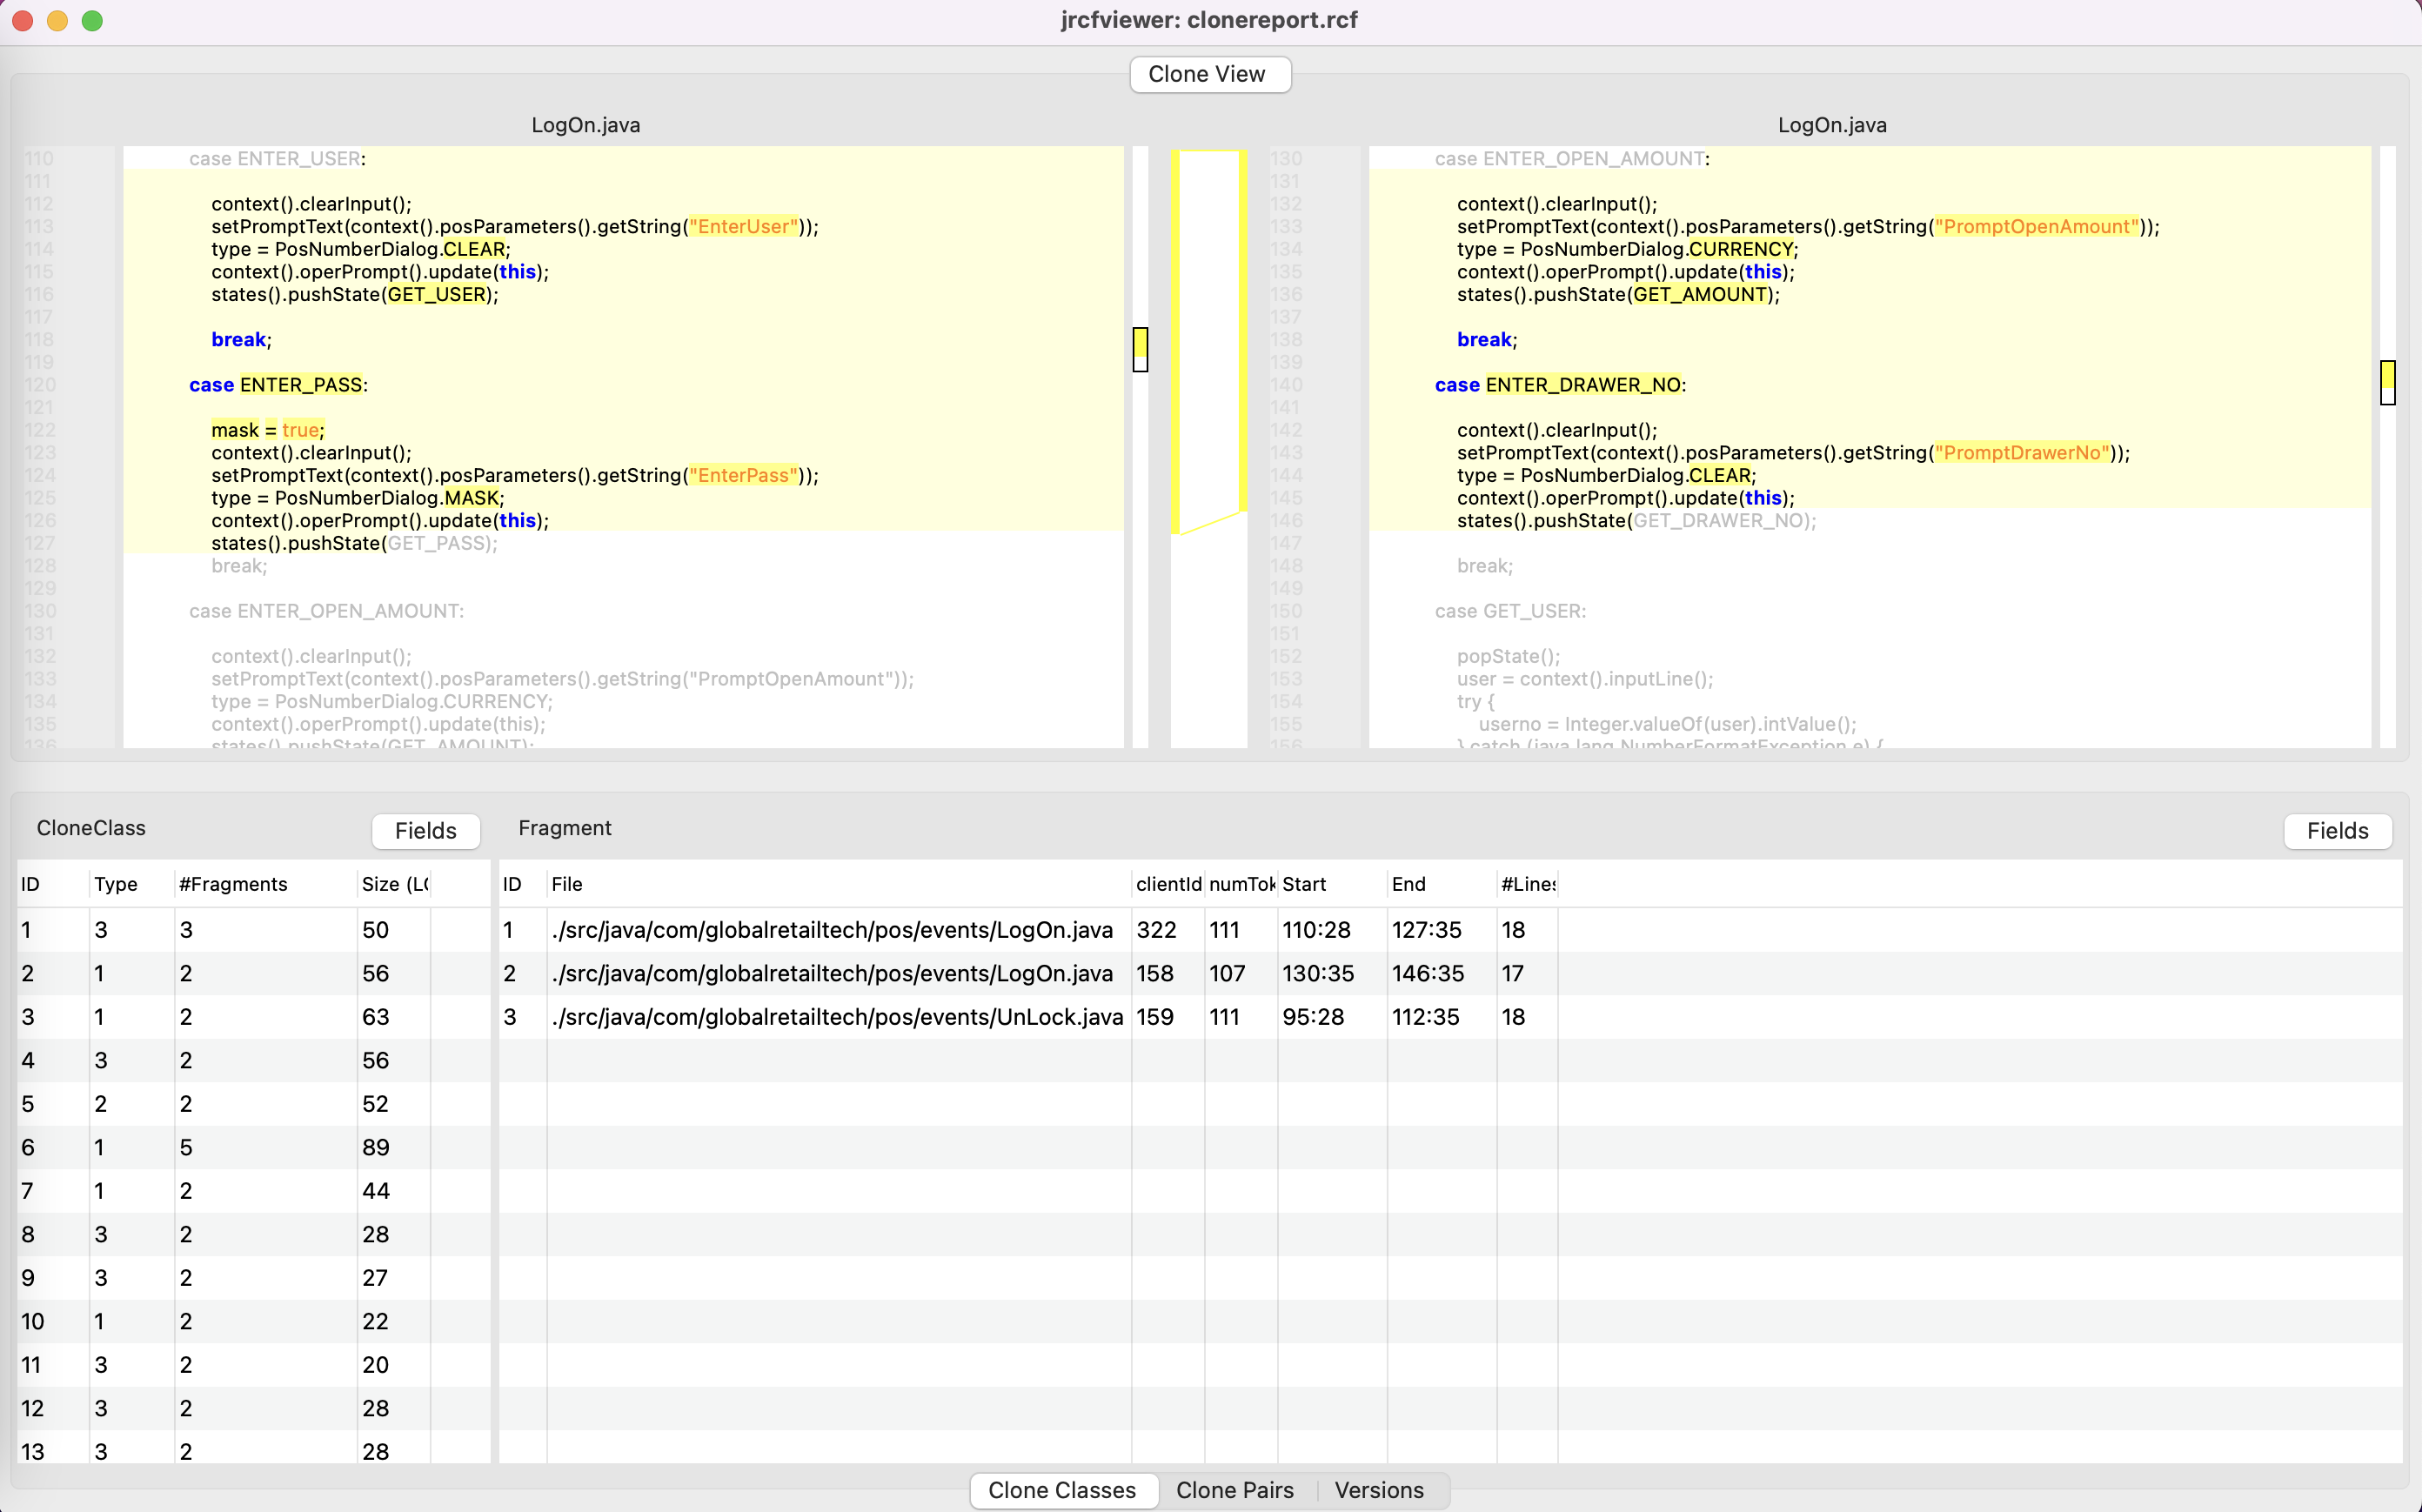 jrcfviewer: clonereport.rcf
Clone View
LogOn.java
110 case ENTER_USER:
111
112 context().clearInput();
113 setPromptText(context().posParameters().getString("EnterUser"));
114 type = PosNumberDialog.CLEAR;
115 context().operPrompt().update(this);
116 states().pushState(GET_USER);
117
118 break;
119
120 case ENTER_PASS:
121
122 mask = true;
123 context().clearInput();
124 setPromptText(context().posParameters().getString("EnterPass"));
125 type = PosNumberDialog.MASK;
126 context().operPrompt().update(this);
127 states().pushState(GET_PASS);
128 break;
129
130 case ENTER_OPEN_AMOUNT:
131
132 context().clearInput();
133 setPromptText(context().posParameters().getString("PromptOpenAmount"));
134 type = PosNumberDialog.CURRENCY;
135 context().operPrompt().update(this);
136 states().pushState(GET_AMOUNT);
LogOn.java
130 case ENTER_OPEN_AMOUNT:
131
132 context().clearInput();
133 setPromptText(context().posParameters().getString("PromptOpenAmount"));
134 type = PosNumberDialog.CURRENCY;
135 context().operPrompt().update(this);
136 states().pushState(GET_AMOUNT);
137
138 break;
139
140 case ENTER_DRAWER_NO:
141
142 context().clearInput();
143 setPromptText(context().posParameters().getString("PromptDrawerNo"));
144 type = PosNumberDialog.CLEAR;
145 context().operPrompt().update(this);
146 states().pushState(GET_DRAWER_NO);
147
148 break;
149
150 case GET_USER:
151
152 popState();
153 user = context().inputLine();
154 try {
155 userno = Integer.valueOf(user).intValue();
156 } catch (java.lang.NumberFormatException e) {
CloneClass Fields
ID Type #Fragments Size (LO
1 3 3 50
2 1 2 56
3 1 2 63
4 3 2 56
5 2 2 52
6 1 5 89
7 1 2 44
8 3 2 28
9 3 2 27
10 1 2 22
11 3 2 20
12 3 2 28
13 3 2 28
Fragment Fields
ID File clientId numTok Start End #Lines
1 ./src/java/com/globalretailtech/pos/events/LogOn.java 322 111 110:28 127:35 18
2 ./src/java/com/globalretailtech/pos/events/LogOn.java 158 107 130:35 146:35 17
3 ./src/java/com/globalretailtech/pos/events/UnLock.java 159 111 95:28 112:35 18
Clone Classes Clone Pairs Versions